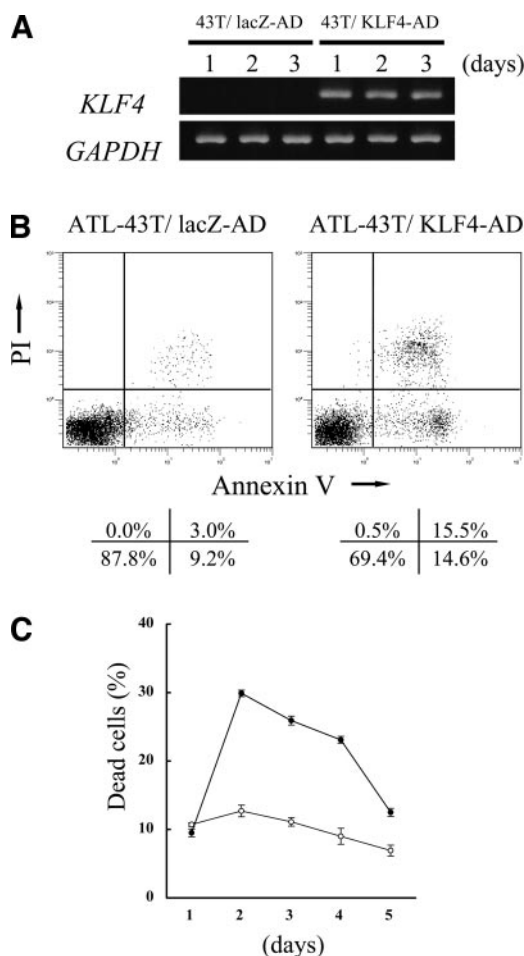 A
43T/ lacZ-AD 43T/ KLF4-AD
1 2 3 1 2 3 (days)
KLF4
GAPDH
B
ATL-43T/ lacZ-AD ATL-43T/ KLF4-AD
PI
Annexin V
0.0% 3.0% 0.5% 15.5%
87.8% 9.2% 69.4% 14.6%
C
Dead cells (%)
40
30
20
10
0
1 2 3 4 5
(days)